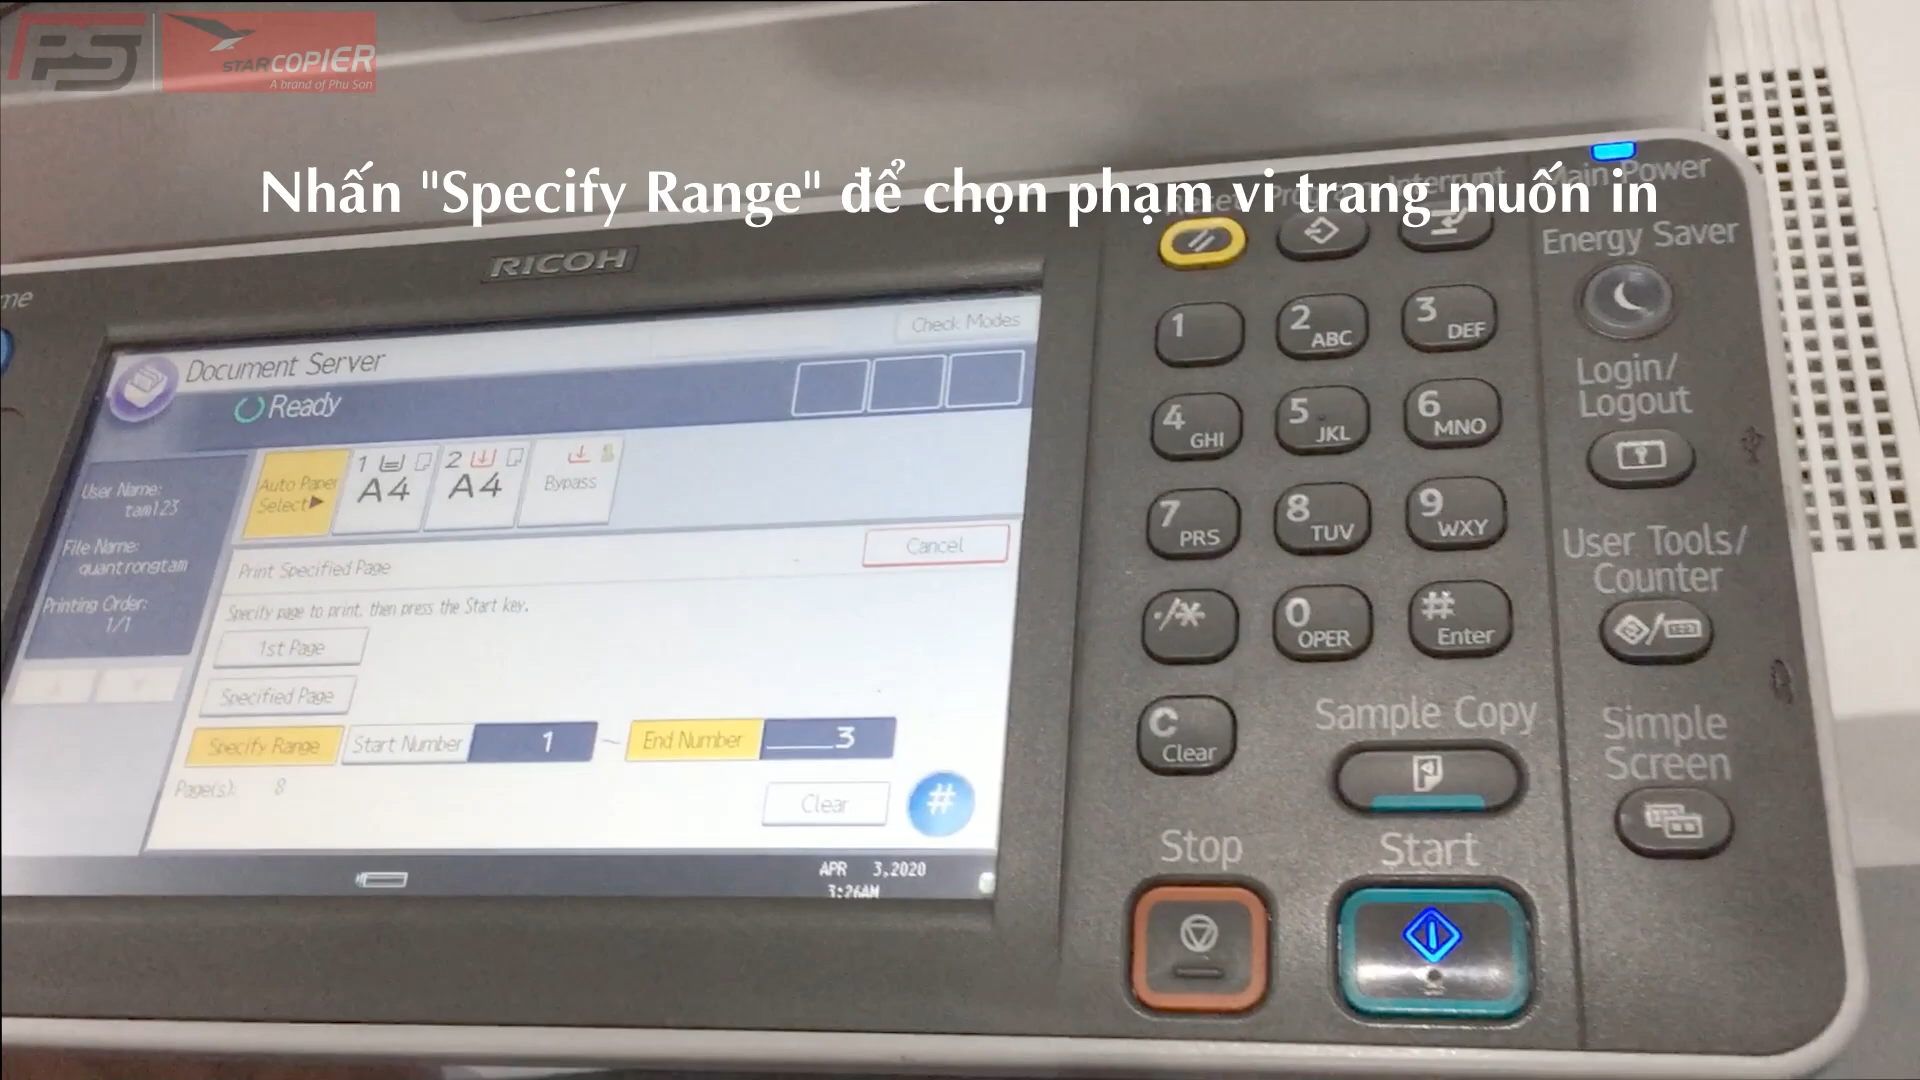 PS
STARCOPIER
A brand of Phu Son
Nhấn "Specify Range" để chọn phạm vi trang muốn in
Reset
Interrupt
Main Power
Energy Saver
RICOH
me
Check Modes
Document Server
Ready
User Name:
tam123
File Name:
quantrongtam
Printing Order:
1/1
Auto Paper
Select▶
1
A4
2
A4
Bypass
Cancel
Print Specified Page
Specify page to print, then press the Start key.
1st Page
Specified Page
Specify Range
Start Number
1
~
End Number
3
Page(s):
8
Clear
#
APR 3,2020
3:26AM
1
2 ABC
3 DEF
4 GHI
5 JKL
6 MNO
7 PRS
8 TUV
9 WXY
·/*
0 OPER
# Enter
C Clear
Login/
Logout
User Tools/
Counter
123
Simple
Screen
Sample Copy
Stop
Start